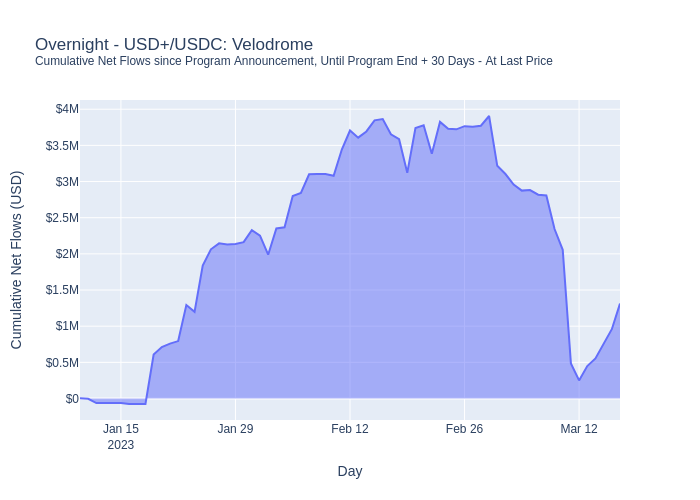 Overnight - USD+/USDC: Velodrome
Cumulative Net Flows since Program Announcement, Until Program End + 30 Days - At Last Price
Cumulative Net Flows (USD)
$4M
$3.5M
$3M
$2.5M
$2M
$1.5M
$1M
$0.5M
$0
Jan 15
2023
Jan 29
Feb 12
Feb 26
Mar 12
Day